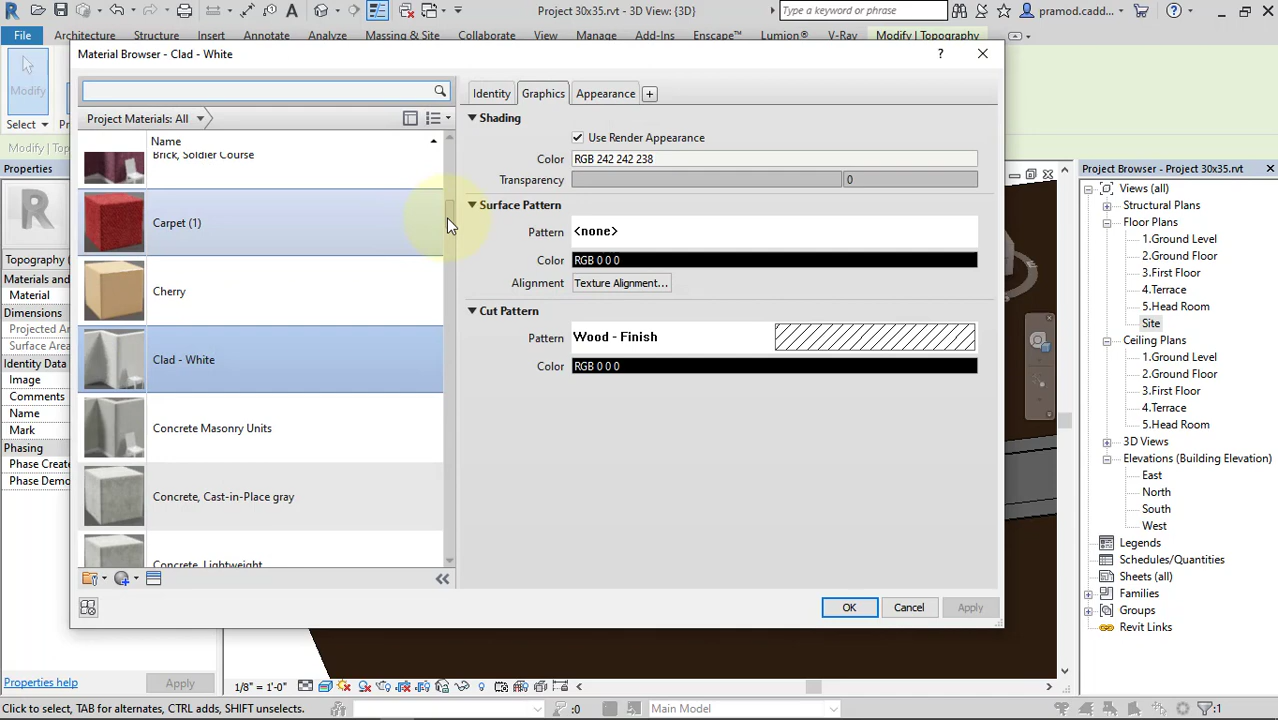 Project 30x35.rvt - 3D View: {3D}
Type a keyword or phrase
pramod.cadd...
File
Architecture
Structure
Insert
Annotate
Analyze
Massing & Site
Collaborate
View
Manage
Add-Ins
Enscape™
Lumion®
V-Ray
Modify | Topography
Modify
Select
Modify | To
Properties
Topography (
Materials and
Material
Dimensions
Projected A
Surface Are
Identity Data
Image
Comments
Name
Mark
Phasing
Phase Create
Phase Demo
Properties help
Apply
Material Browser - Clad - White
Project Materials: All
Name
Brick, Soldier Course
Carpet (1)
Cherry
Clad - White
Concrete Masonry Units
Concrete, Cast-in-Place gray
Concrete, Lightweight
Identity
Graphics
Appearance
Shading
Use Render Appearance
Color RGB 242 242 238
Transparency 0
Surface Pattern
Pattern <none>
Color RGB 0 0 0
Alignment Texture Alignment...
Cut Pattern
Pattern Wood - Finish
Color RGB 0 0 0
OK
Cancel
Apply
Project Browser - Project 30x35.rvt
Views (all)
Structural Plans
Floor Plans
1.Ground Level
2.Ground Level
3.First Floor
4.Terrace
5.Head Room
Site
Ceiling Plans
1.Ground Level
2.Ground Level
3.First Floor
4.Terrace
5.Head Room
3D Views
Elevations (Building Elevation)
East
North
South
West
Legends
Schedules/Quantities
Sheets (all)
Families
Groups
Revit Links
1/8" = 1'-0"
Click to select, TAB for alternates, CTRL adds, SHIFT unselects.
:0
Main Model
:1